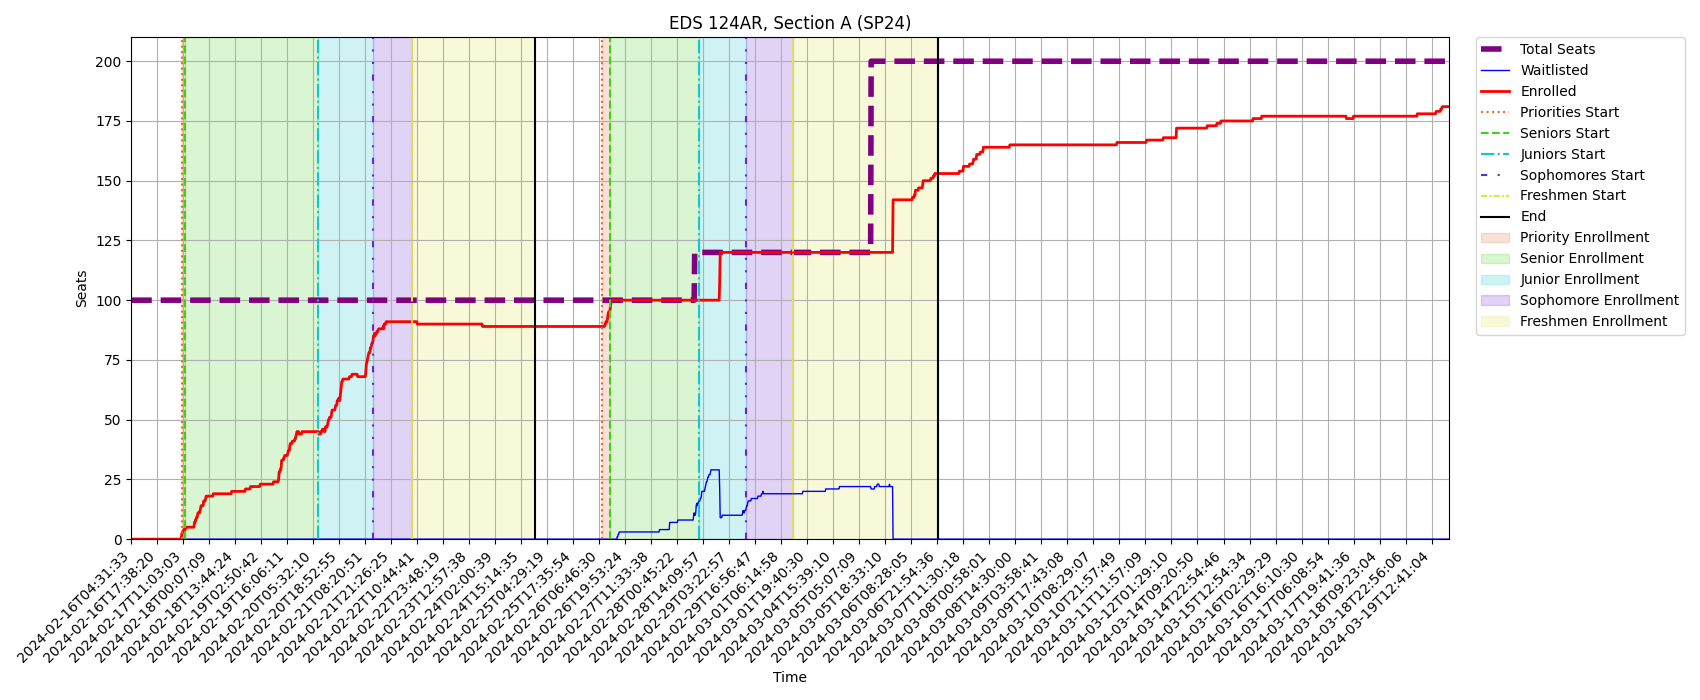 EDS 124AR, Section A (SP24)
Seats
200
175
150
125
100
75
50
25
0
2024-02-16T04:31:33
2024-02-16T17:38:20
2024-02-17T11:03:03
2024-02-18T00:07:09
2024-02-18T13:44:24
2024-02-19T02:50:42
2024-02-19T16:06:11
2024-02-20T05:32:10
2024-02-20T18:52:55
2024-02-21T08:20:51
2024-02-21T21:26:25
2024-02-22T10:44:41
2024-02-22T23:48:19
2024-02-23T12:57:38
2024-02-24T02:00:39
2024-02-24T15:14:35
2024-02-25T04:29:19
2024-02-25T17:35:54
2024-02-26T06:46:30
2024-02-26T19:53:24
2024-02-27T11:33:38
2024-02-28T00:45:22
2024-02-28T14:09:57
2024-02-29T03:22:57
2024-02-29T16:56:47
2024-03-01T06:14:58
2024-03-01T19:40:30
2024-03-04T15:39:10
2024-03-05T05:07:09
2024-03-05T18:33:10
2024-03-06T08:28:05
2024-03-06T21:54:36
2024-03-07T11:30:18
2024-03-08T00:58:01
2024-03-08T14:30:00
2024-03-09T03:58:41
2024-03-09T17:43:08
2024-03-10T08:29:07
2024-03-10T21:57:49
2024-03-11T11:57:09
2024-03-12T01:29:10
2024-03-14T09:20:50
2024-03-14T22:54:46
2024-03-15T12:54:34
2024-03-16T02:29:29
2024-03-16T16:10:30
2024-03-17T06:08:54
2024-03-17T19:41:36
2024-03-18T09:23:04
2024-03-18T22:56:06
2024-03-19T12:41:04
Time
Total Seats
Waitlisted
Enrolled
Priorities Start
Seniors Start
Juniors Start
Sophomores Start
Freshmen Start
End
Priority Enrollment
Senior Enrollment
Junior Enrollment
Sophomore Enrollment
Freshmen Enrollment